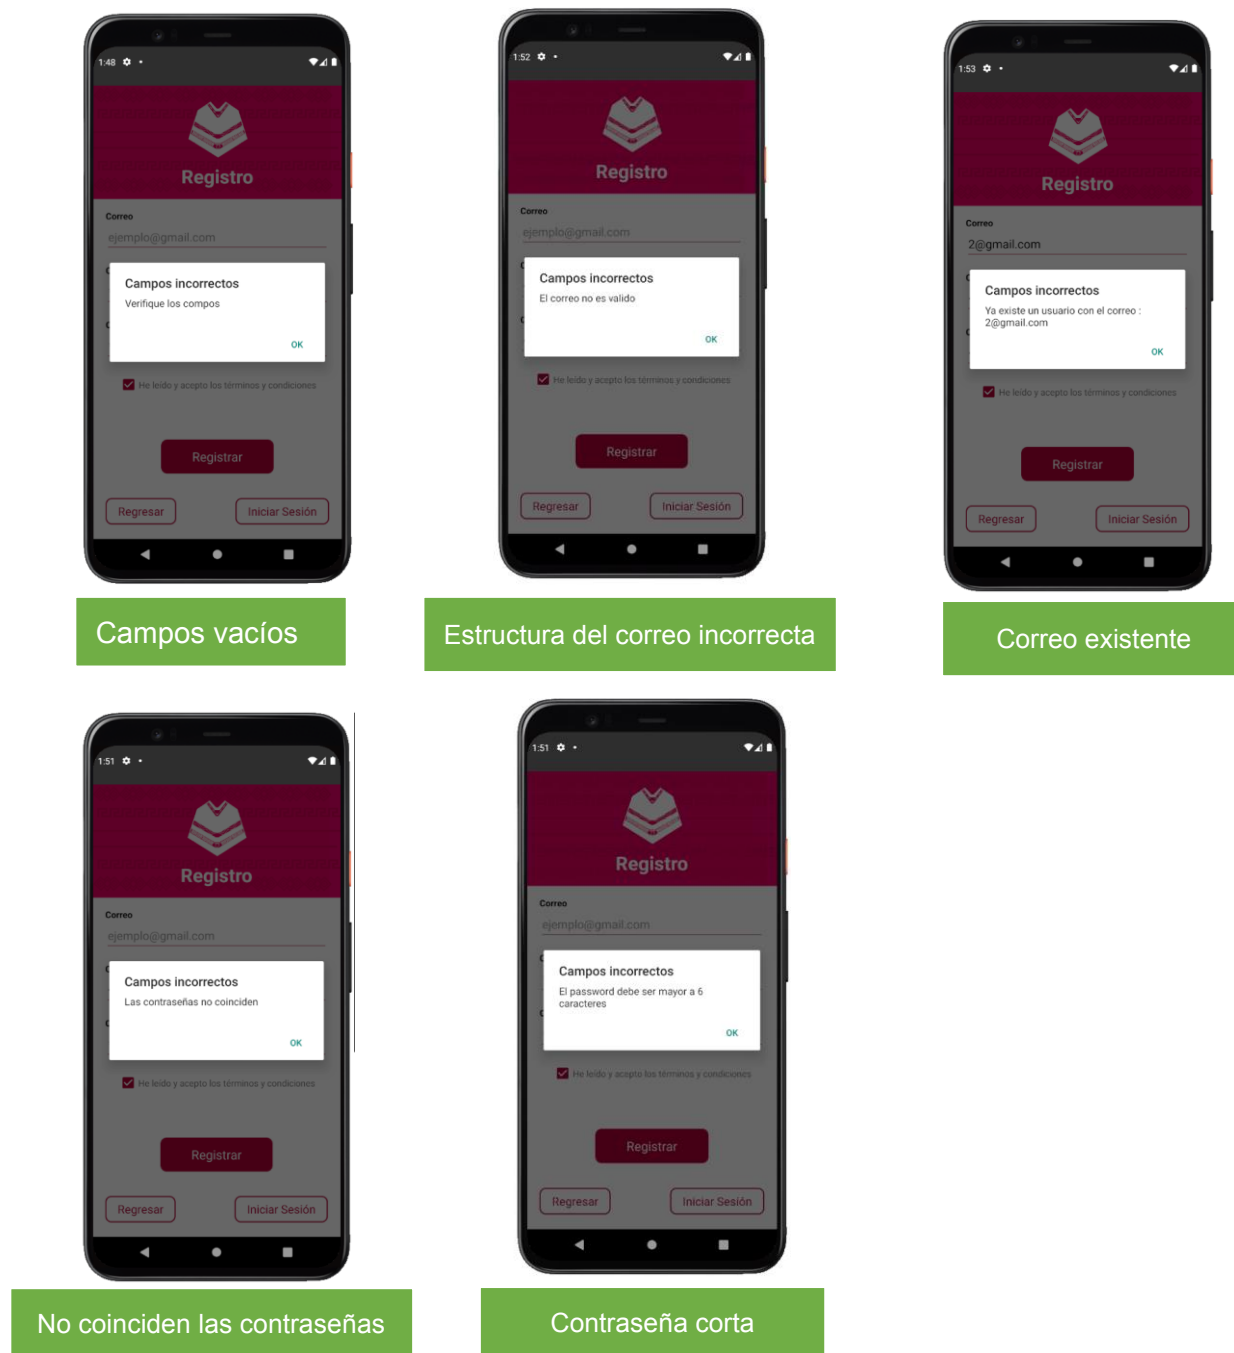 1:48
Registro
Correo
ejemplo@gmail.com
C
Campos incorrectos
Verifique los compos
OK
C
He leído y acepto los términos y condiciones
Registrar
Regresar
Iniciar Sesión
Campos vacíos
1:52
Registro
Correo
ejemplo@gmail.com
C
Campos incorrectos
El correo no es valido
OK
C
He leído y acepto los términos y condiciones
Registrar
Regresar
Iniciar Sesión
Estructura del correo incorrecta
1:53
Registro
Correo
2@gmail.com
C
Campos incorrectos
Ya existe un usuario con el correo :
2@gmail.com
OK
C
He leído y acepto los términos y condiciones
Registrar
Regresar
Iniciar Sesión
Correo existente
1:51
Registro
Correo
ejemplo@gmail.com
C
Campos incorrectos
Las contraseñas no coinciden
OK
C
He leído y acepto los términos y condiciones
Registrar
Regresar
Iniciar Sesión
No coinciden las contraseñas
1:51
Registro
Correo
ejemplo@gmail.com
C
Campos incorrectos
El password debe ser mayor a 6
caracteres
OK
C
He leído y acepto los términos y condiciones
Registrar
Regresar
Iniciar Sesión
Contraseña corta